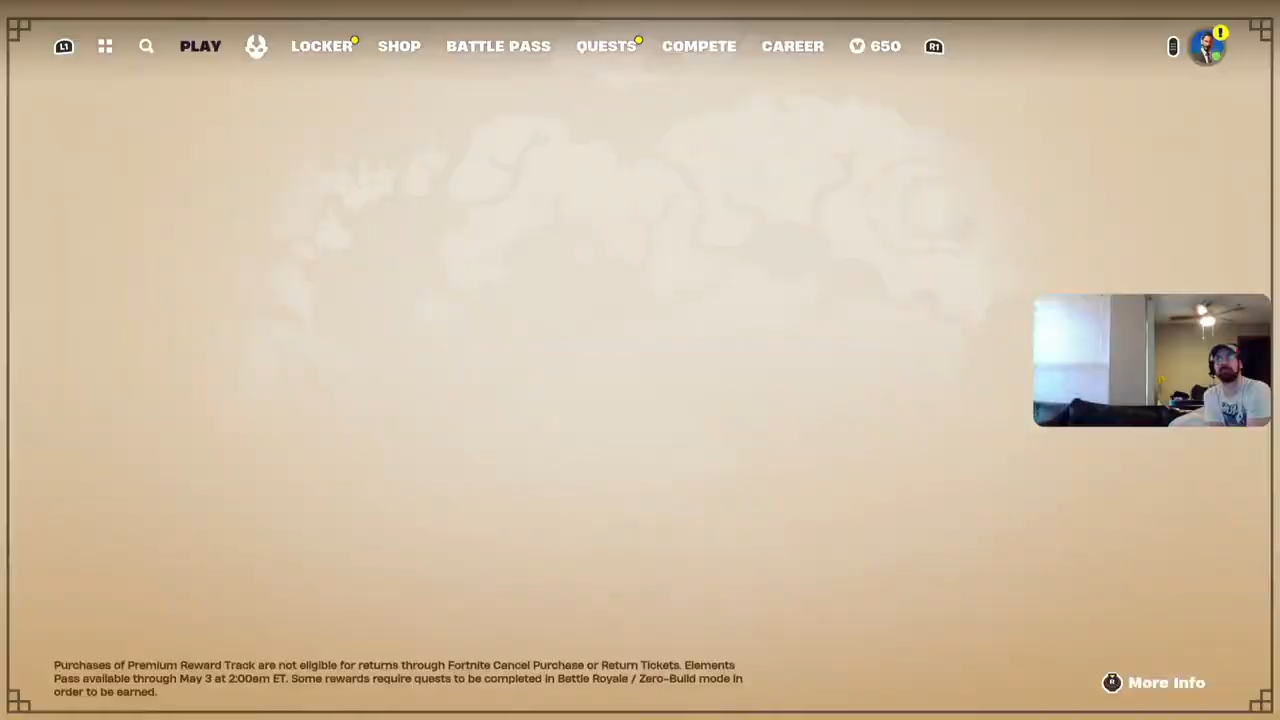 L1 PLAY LOCKER SHOP BATTLE PASS QUESTS COMPETE CAREER V 650 R1 !
Purchases of Premium Reward Track are not eligible for returns through Fortnite Cancel Purchase or Return Tickets. Elements
Pass available through May 3 at 2:00am ET. Some rewards require quests to be completed in Battle Royale / Zero-Build mode in
order to be earned.
R More Info